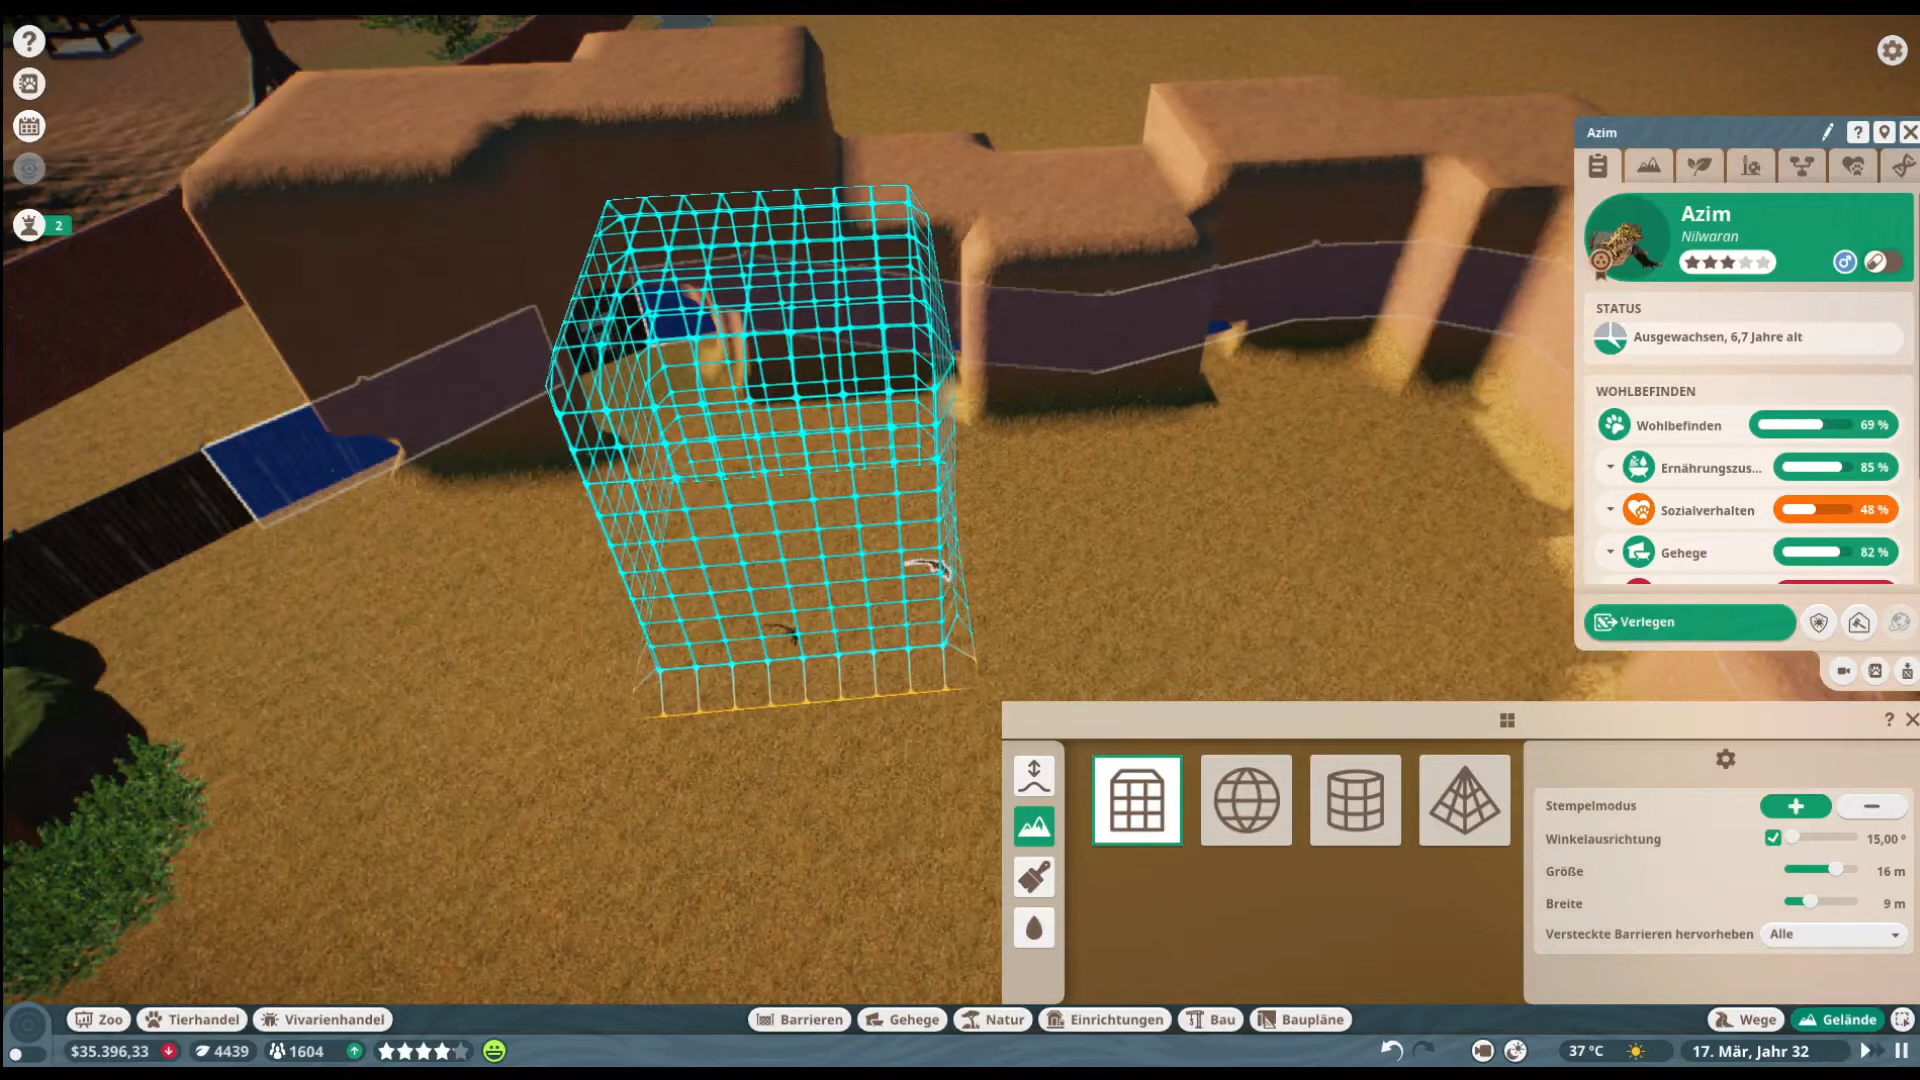 ?
2
Azim
?
Azim
Nilwaran
STATUS
Ausgewachsen, 6,7 Jahre alt
WOHLBEFINDEN
Wohlbefinden 69 %
Ernährungszus... 85 %
Sozialverhalten 48 %
Gehege 82 %
Verlegen
?
Stempelmodus
Winkelausrichtung 15,00 °
Größe 16 m
Breite 9 m
Versteckte Barrieren hervorheben Alle
Zoo Tierhandel Vivarienhandel Barrieren Gehege Natur Einrichtungen Bau Baupläne Wege Gelände
$35.396,33 4439 1604 37 °C 17. Mär, Jahr 32